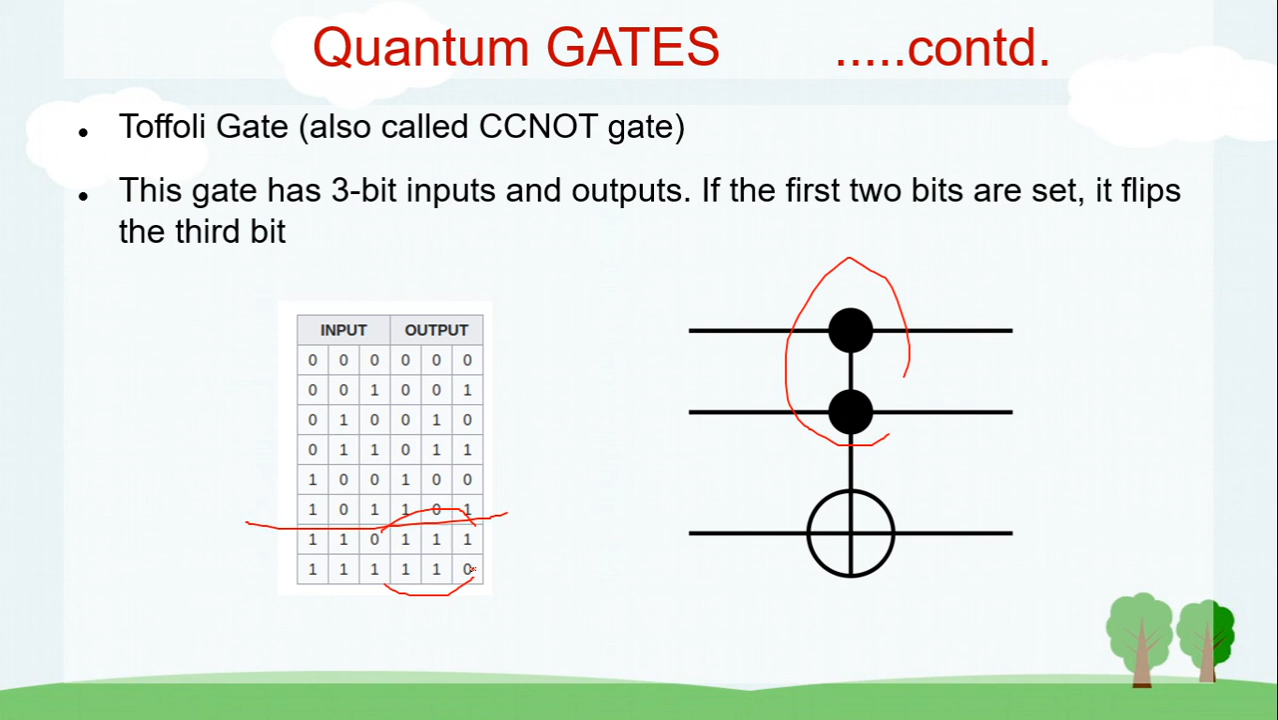 Quantum GATES .....contd.
Toffoli Gate (also called CCNOT gate)
This gate has 3-bit inputs and outputs. If the first two bits are set, it flips
the third bit
INPUT OUTPUT
0 0 0 0 0 0
0 0 1 0 0 1
0 1 0 0 1 0
0 1 1 0 1 1
1 0 0 1 0 0
1 0 1 1 0 1
1 1 0 1 1 1
1 1 1 1 1 0